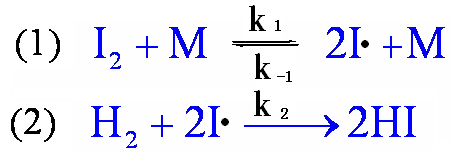 (1) I₂ + M ⇌ 2I• + M
k₁
k₋₁
(2) H₂ + 2I• ⟶ 2HI
k₂